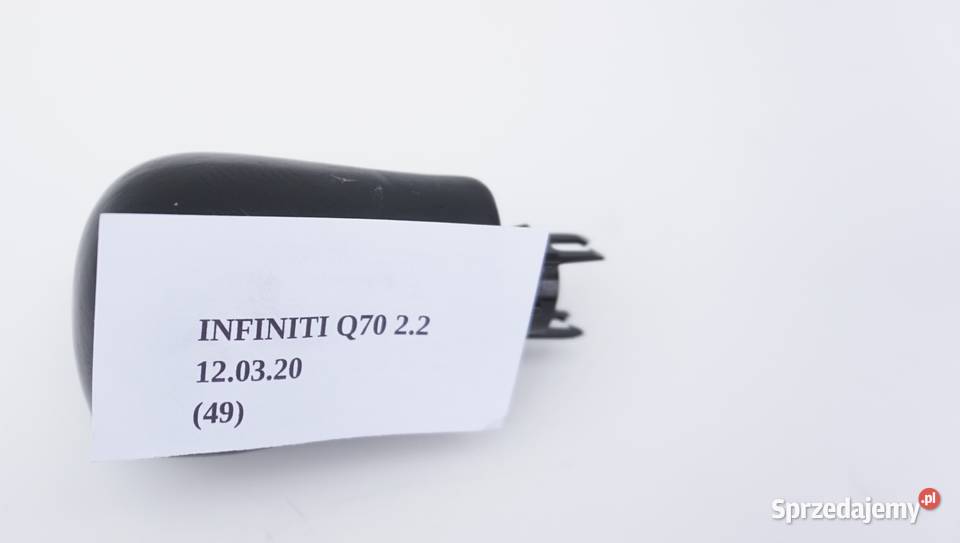 INFINITI Q70 2.2
12.03.20
(49)
Sprzedajemy.pl